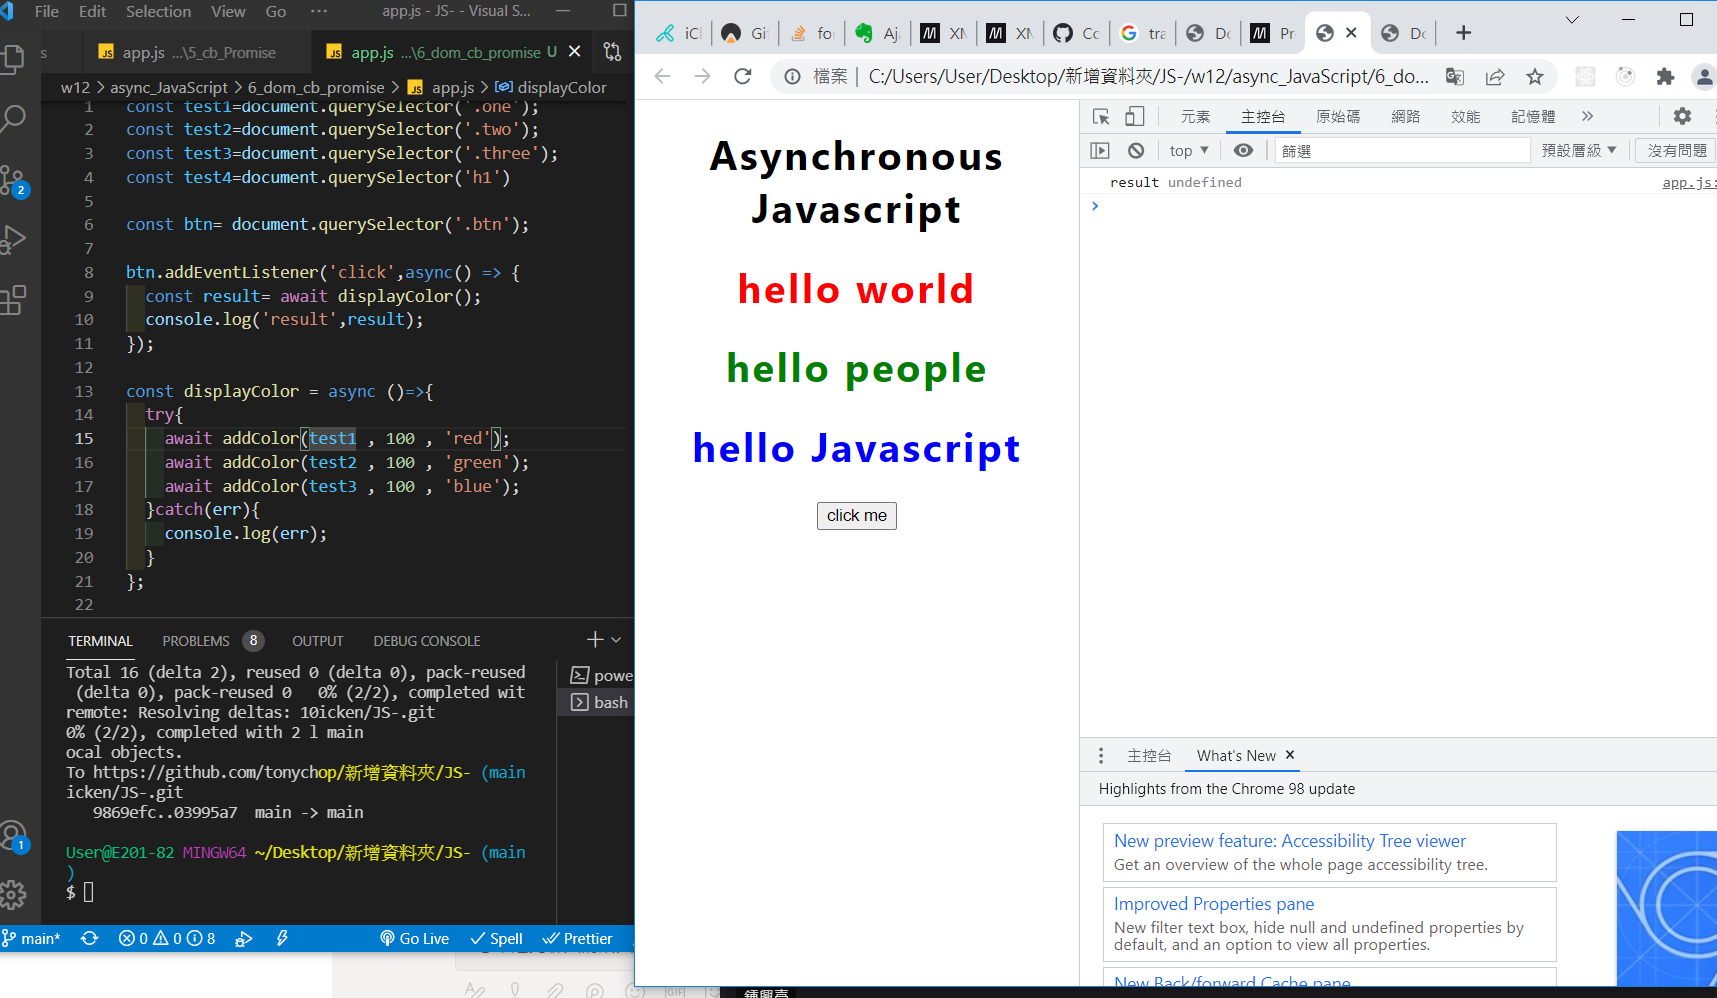 File Edit Selection View Go ··· app.js - JS- - Visual S...
s app.js ...\5_cb_Promise app.js ...\6_dom_cb_promise U
w12 > async_JavaScript > 6_dom_cb_promise > app.js > displayColor
1 const test1=document.querySelector('.one');
2 const test2=document.querySelector('.two');
3 const test3=document.querySelector('.three');
4 const test4=document.querySelector('h1')
5
6 const btn= document.querySelector('.btn');
7
8 btn.addEventListener('click',async() => {
9 const result= await displayColor();
10 console.log('result',result);
11 });
12
13 const displayColor = async ()=>{
14 try{
15 await addColor(test1 , 100 , 'red');
16 await addColor(test2 , 100 , 'green');
17 await addColor(test3 , 100 , 'blue');
18 }catch(err){
19 console.log(err);
20 }
21 };
22
2
1
TERMINAL PROBLEMS 8 OUTPUT DEBUG CONSOLE
Total 16 (delta 2), reused 0 (delta 0), pack-reused
(delta 0), pack-reused 0 0% (2/2), completed wit
remote: Resolving deltas: 10icken/JS-.git
0% (2/2), completed with 2 l main
ocal objects.
To https://github.com/tonychop/新增資料夾/JS- (main
icken/JS-.git
9869efc..03995a7 main -> main
User@E201-82 MINGW64 ~/Desktop/新增資料夾/JS- (main
)
$
powe
bash
main* 0 0 8 Go Live Spell Prettier
iCl Gi fo Aj XM XM Co tra Do Pr Do
檔案 | C:/Users/User/Desktop/新增資料夾/JS-/w12/async_JavaScript/6_do...
Asynchronous
Javascript
hello world
hello people
hello Javascript
click me
元素 主控台 原始碼 網路 效能 記憶體 »
top ▼ 篩選 預設層級 ▼ 沒有問題
result undefined app.js:
>
主控台 What's New ×
Highlights from the Chrome 98 update
New preview feature: Accessibility Tree viewer
Get an overview of the whole page accessibility tree.
Improved Properties pane
New filter text box, hide null and undefined properties by
default, and an option to view all properties.
New Back/forward Cache pane
GIF